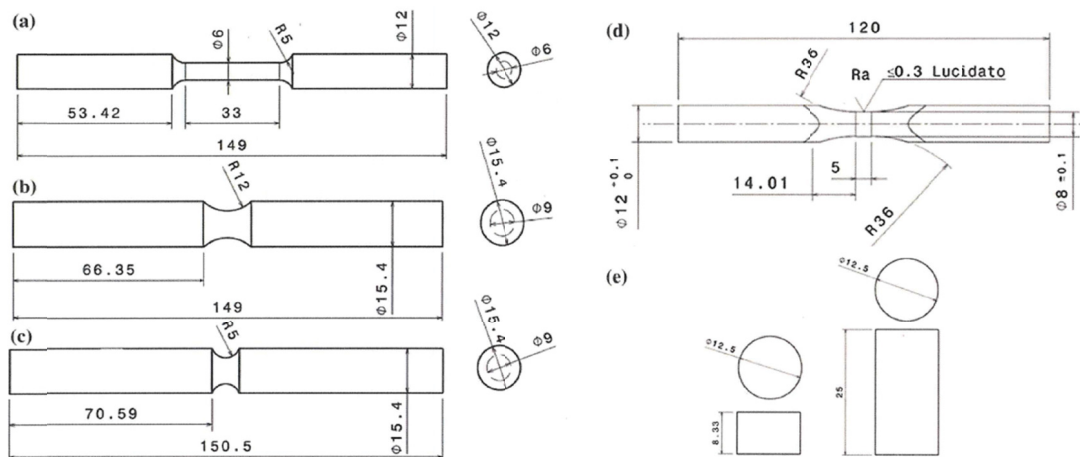 (a)
Φ6
R5
Φ12
Φ12
Φ6
53.42
33
149
(b)
R12
Φ15.4
Φ9
66.35
Φ15.4
149
(c)
R5
Φ15.4
Φ9
70.59
Φ15.4
150.5
(d)
120
R36
Ra ≤0.3 Lucidato
Φ12 -0.1 0
14.01
5
R36
Φ8 ±0.1
(e)
Φ12.5
Φ12.5
25
8.33